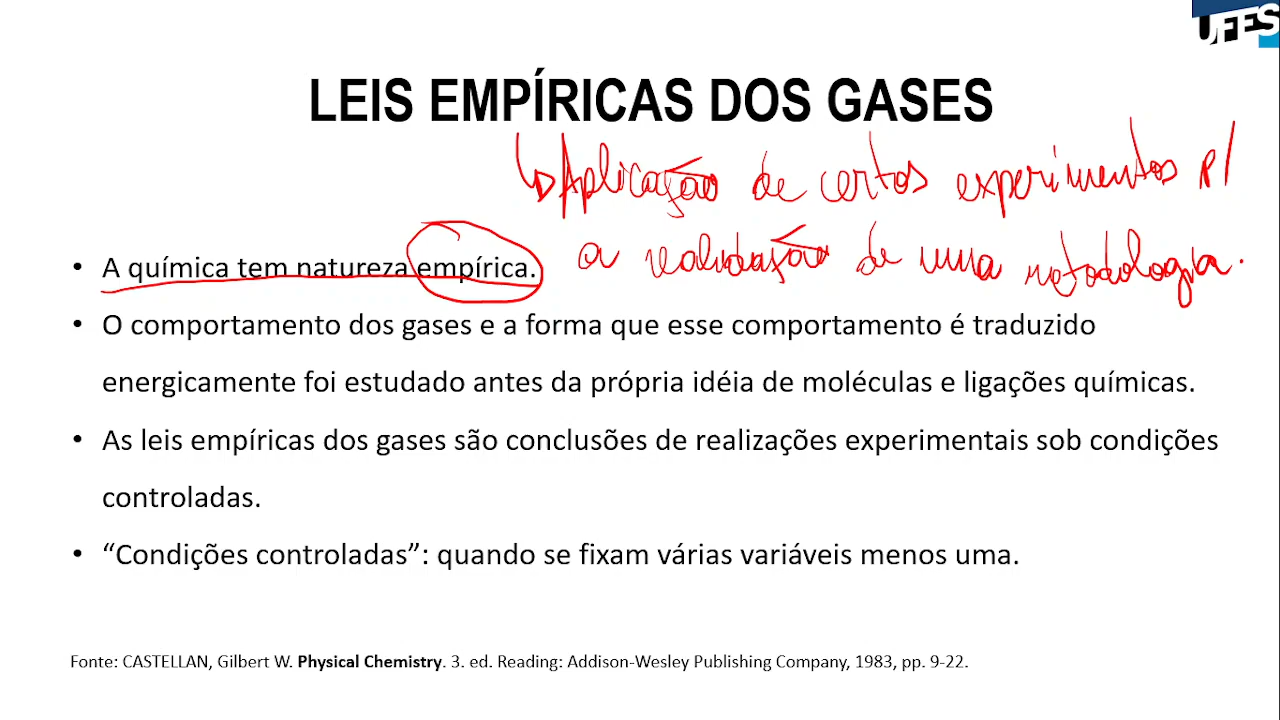 UFES
LEIS EMPÍRICAS DOS GASES
↳ Aplicação de certos experimentos p/
a validação de uma metodologia.
• A química tem natureza empírica.
• O comportamento dos gases e a forma que esse comportamento é traduzido
energicamente foi estudado antes da própria idéia de moléculas e ligações químicas.
• As leis empíricas dos gases são conclusões de realizações experimentais sob condições
controladas.
• “Condições controladas”: quando se fixam várias variáveis menos uma.
Fonte: CASTELLAN, Gilbert W. Physical Chemistry. 3. ed. Reading: Addison-Wesley Publishing Company, 1983, pp. 9-22.